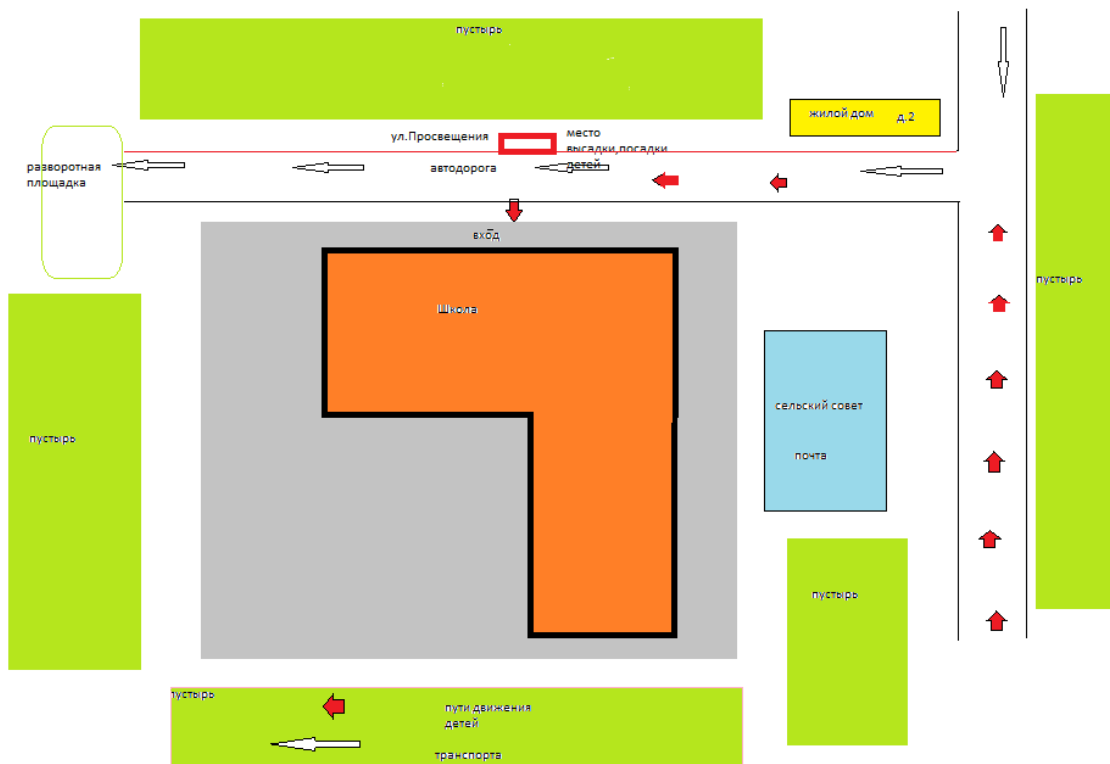 пустырь
жилой дом д.2
ул.Просвещения
место
высадки,посадки
детей
разворотная
площадка
автодорога
вход
пустырь
Школа
сельский совет
почта
пустырь
пустырь
пустырь
пути движения
детей
транспорта